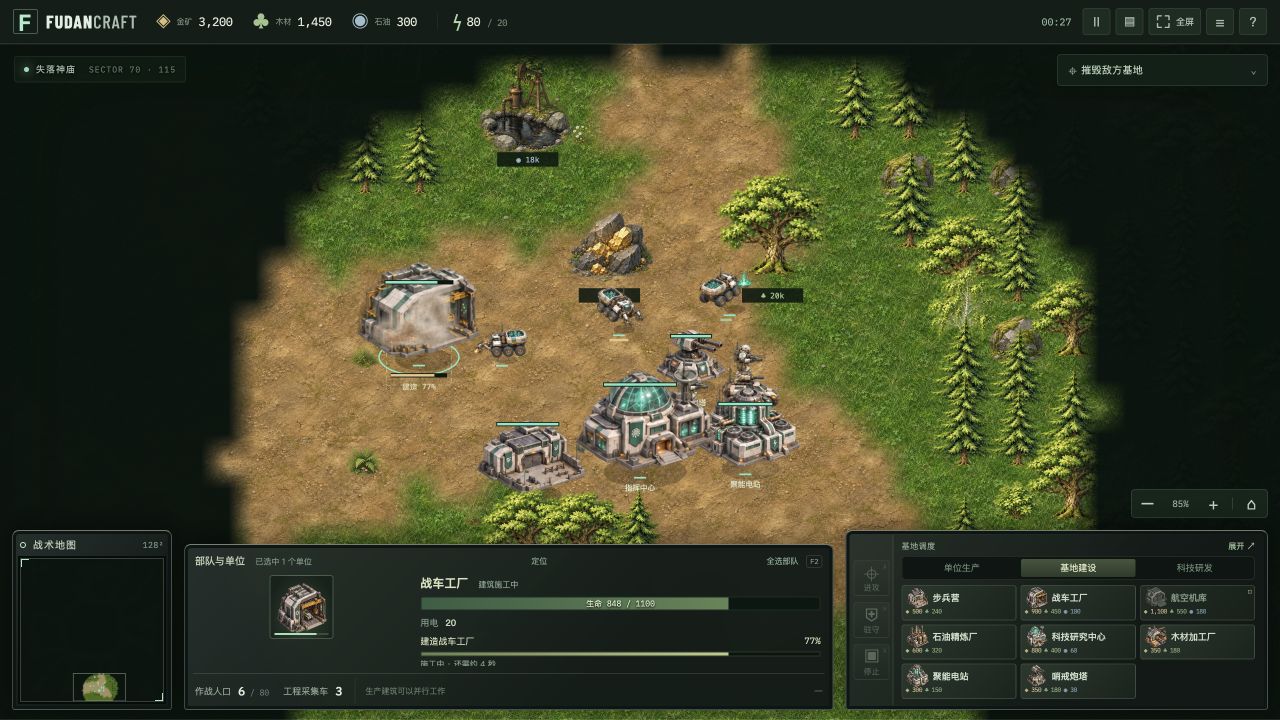 F FUDANCRAFT 金矿 3,200 木材 1,450 石油 300 80 / 20 00:27 全屏 ?
失落神庙 SECTOR 70 · 115
摧毁敌方基地
18k
20k
建造 77%
指挥中心
聚能电站
85%
战术地图 128²
部队与单位 已选中 1 个单位 定位 全选部队 F2
战车工厂 建筑施工中
生命 848 / 1100
用电 20
建造战车工厂 77%
施工中 · 还需约 4 秒
作战人口 6 / 80 工程采集车 3 生产建筑可以并行工作
进攻
驻守
停止
基地调度 展开
单位生产 基地建设 科技研发
步兵营 500 240
战车工厂 900 450 180
航空机库 1,100 550 180
石油精炼厂 600 320
科技研究中心 800 400 60
木材加工厂 350 180
聚能电站 300 150
哨戒炮塔 350 180 30